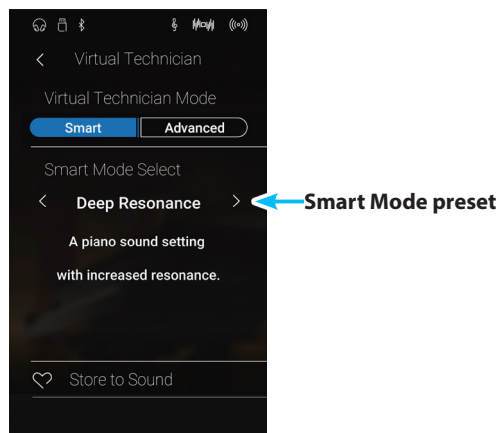 Virtual Technician
Virtual Technician Mode
Smart Advanced
Smart Mode Select
Deep Resonance
Smart Mode preset
A piano sound setting
with increased resonance.
Store to Sound